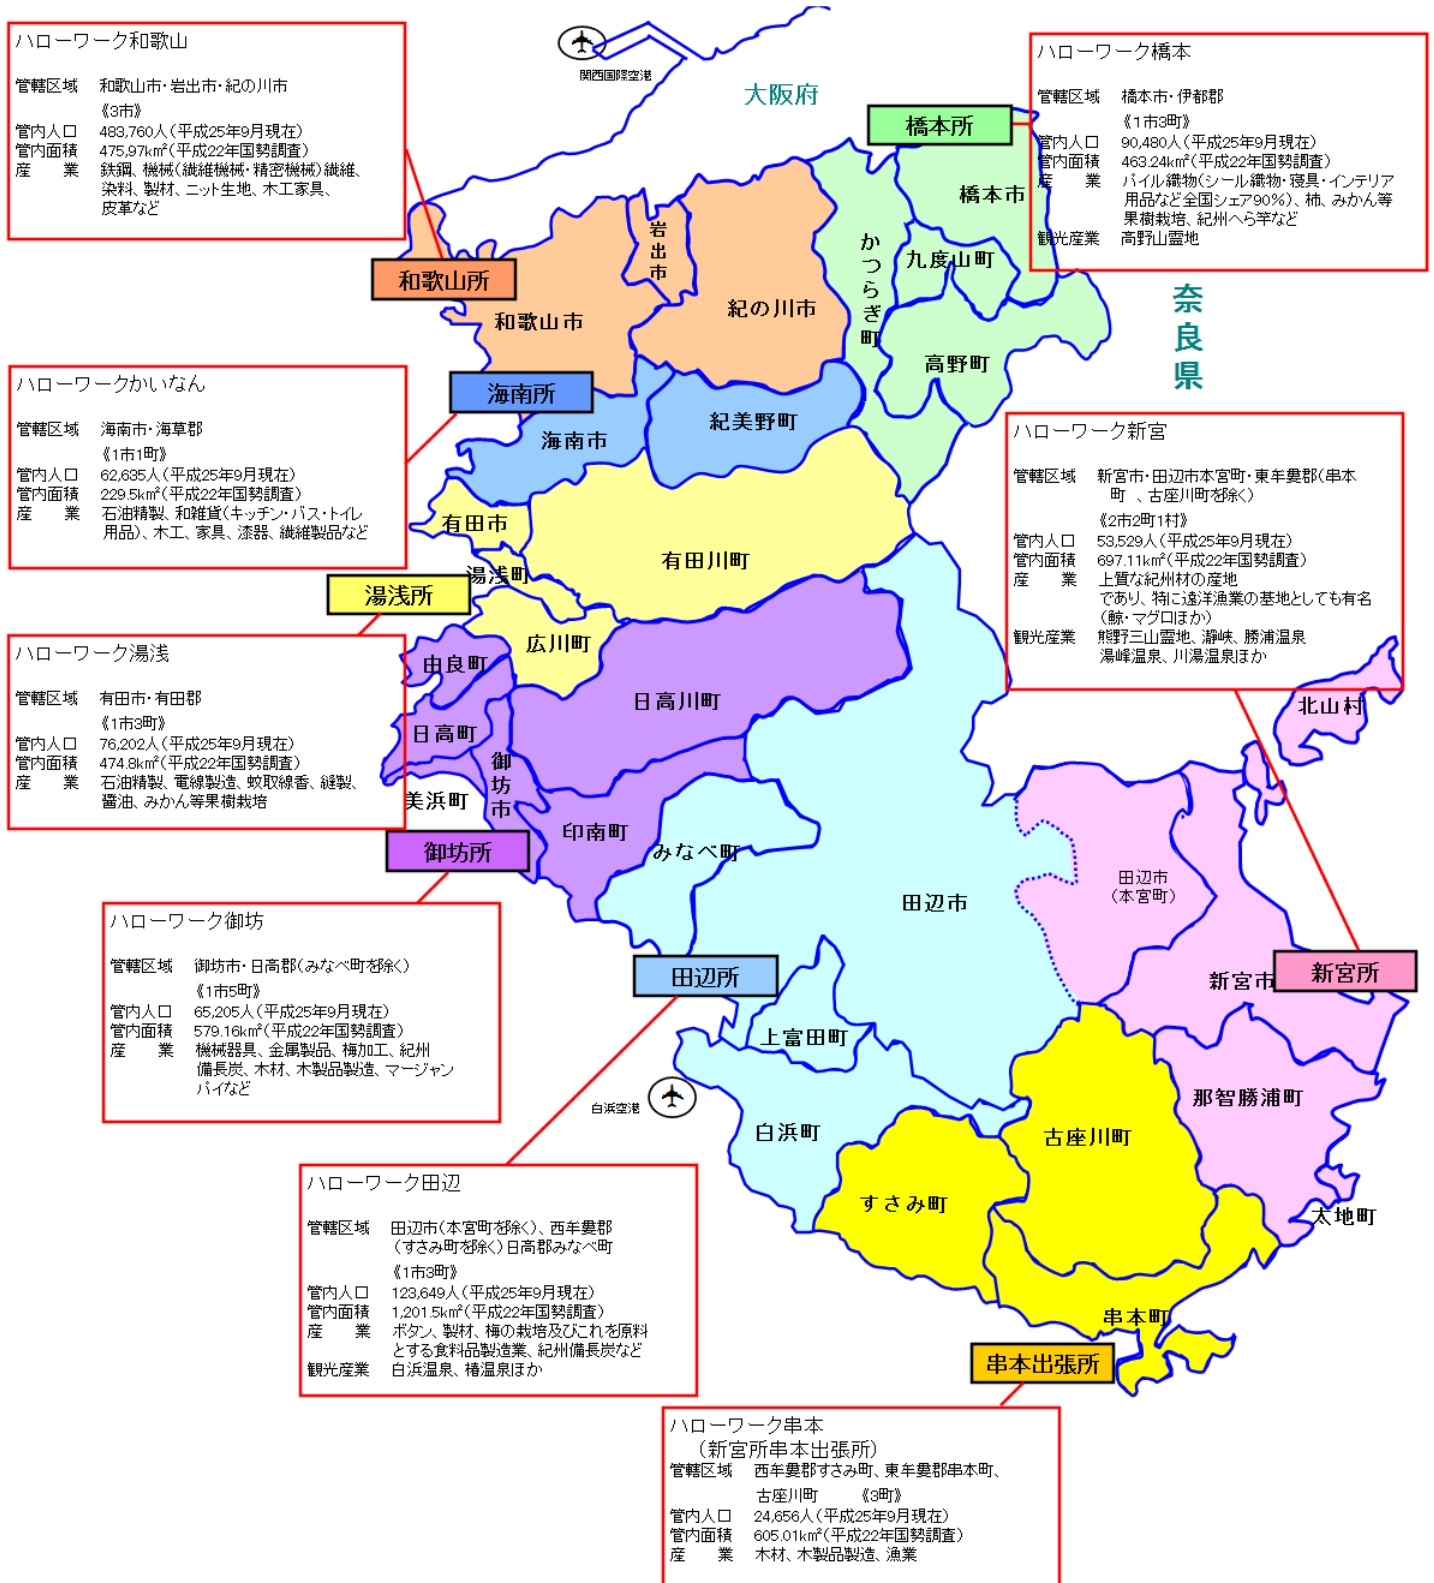 ハローワーク和歌山
管轄区域 和歌山市・岩出市・紀の川市
《3市》
管内人口 483,760人(平成25年9月現在)
管内面積 475,97km²(平成22年国勢調査)
産業 鉄鋼、機械(繊維機械・精密機械)繊維、
染料、製材、ニット生地、木工家具、
皮革など
関西国際空港
大阪府
ハローワーク橋本
管轄区域 橋本市・伊都郡
《1市3町》
管内人口 90,480人(平成25年9月現在)
管内面積 463.24km²(平成22年国勢調査)
産業 パイル織物(シール織物・寝具・インテリア
用品など全国シェア90%)、柿、みかん等
果樹栽培、紀州へら竿など
観光産業 高野山霊地
橋本所
橋本市
岩出市
かつらぎ町
九度山町
和歌山所
和歌山市
紀の川市
高野町
奈良県
ハローワークかいなん
管轄区域 海南市・海草郡
《1市1町》
管内人口 62,635人(平成25年9月現在)
管内面積 229.5km²(平成22年国勢調査)
産業 石油精製、和雑貨(キッチン・バス・トイレ
用品)、木工、家具、漆器、繊維製品など
海南所
海南市
紀美野町
ハローワーク新宮
管轄区域 新宮市・田辺市本宮町・東牟婁郡(串本
町 、古座川町を除く)
《2市2町1村》
管内人口 53,529人(平成25年9月現在)
管内面積 697.11km²(平成22年国勢調査)
産業 上質な紀州材の産地
であり、特に遠洋漁業の基地としても有名
(鯨・マグロほか)
観光産業 熊野三山霊地、瀞峡、勝浦温泉
湯峰温泉、川湯温泉ほか
有田市
有田川町
湯浅町
湯浅所
広川町
ハローワーク湯浅
管轄区域 有田市・有田郡
《1市3町》
管内人口 76,202人(平成25年9月現在)
管内面積 474.8km²(平成22年国勢調査)
産業 石油精製、電線製造、蚊取線香、縫製、
醤油、みかん等果樹栽培
由良町
日高川町
日高町
御坊市
美浜町
印南町
みなべ町
北山村
田辺市
(本宮町)
田辺市
御坊所
ハローワーク御坊
管轄区域 御坊市・日高郡(みなべ町を除く)
《1市5町》
管内人口 65,205人(平成25年9月現在)
管内面積 579.16km²(平成22年国勢調査)
産業 機械器具、金属製品、梅加工、紀州
備長炭、木材、木製品製造、マージャン
パイなど
田辺所
新宮市
新宮所
上富田町
白浜空港
白浜町
那智勝浦町
古座川町
すさみ町
太地町
ハローワーク田辺
管轄区域 田辺市(本宮町を除く)、西牟婁郡
(すさみ町を除く)日高郡みなべ町
《1市3町》
管内人口 123,649人(平成25年9月現在)
管内面積 1,201.5km²(平成22年国勢調査)
産業 ボタン、製材、梅の栽培及びこれを原料
とする食料品製造業、紀州備長炭など
観光産業 白浜温泉、椿温泉ほか
串本町
串本出張所
ハローワーク串本
(新宮所串本出張所)
管轄区域 西牟婁郡すさみ町、東牟婁郡串本町、
古座川町 《3町》
管内人口 24,656人(平成25年9月現在)
管内面積 605.01km²(平成22年国勢調査)
産業 木材、木製品製造、漁業